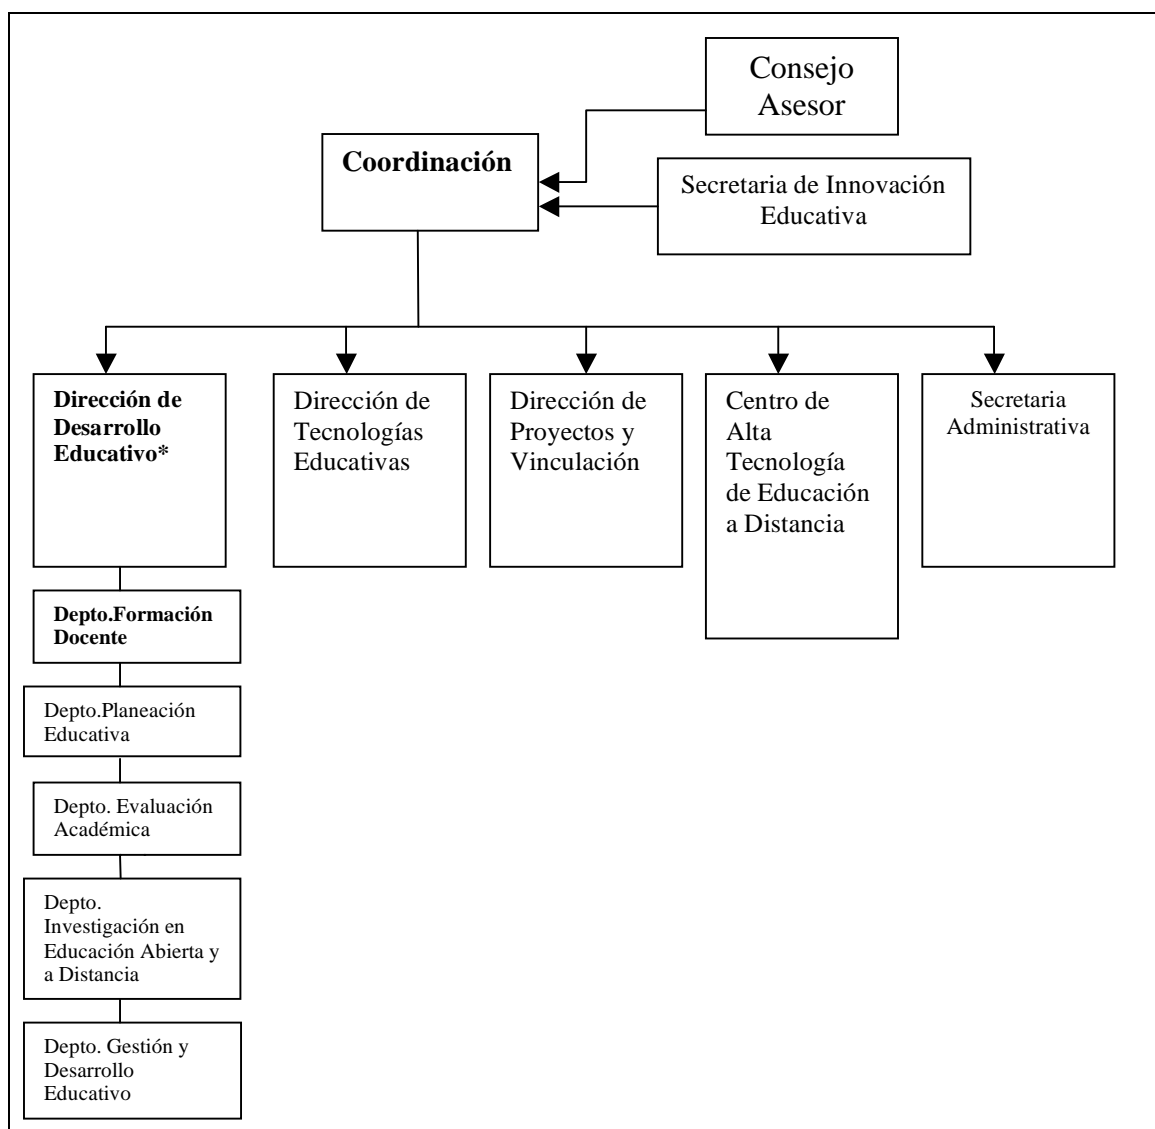 Consejo
Asesor
Coordinación
Secretaria de Innovación
Educativa
Dirección de
Desarrollo
Educativo*
Dirección de
Tecnologías
Educativas
Dirección de
Proyectos y
Vinculación
Centro de
Alta
Tecnología
de Educación
a Distancia
Secretaria
Administrativa
Depto.Formación
Docente
Depto.Planeación
Educativa
Depto. Evaluación
Académica
Depto.
Investigación en
Educación Abierta y
a Distancia
Depto. Gestión y
Desarrollo
Educativo